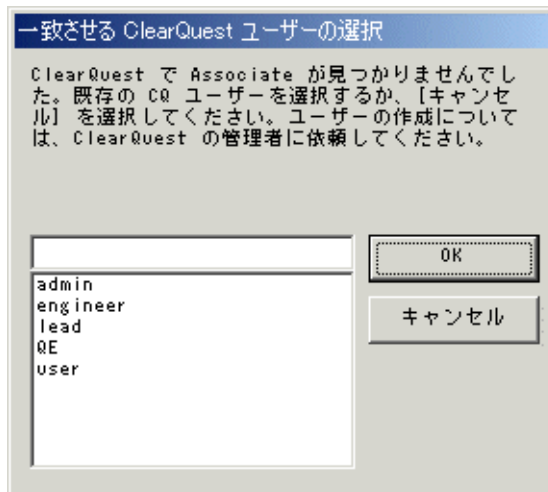 一致させる ClearQuest ユーザーの選択
ClearQuest で Associate が見つかりませんでし
た。既存の CQ ユーザーを選択するか、[キャンセ
ル] を選択してください。ユーザーの作成について
は、ClearQuest の管理者に依頼してください。
OK
admin
engineer
キャンセル
lead
QE
user